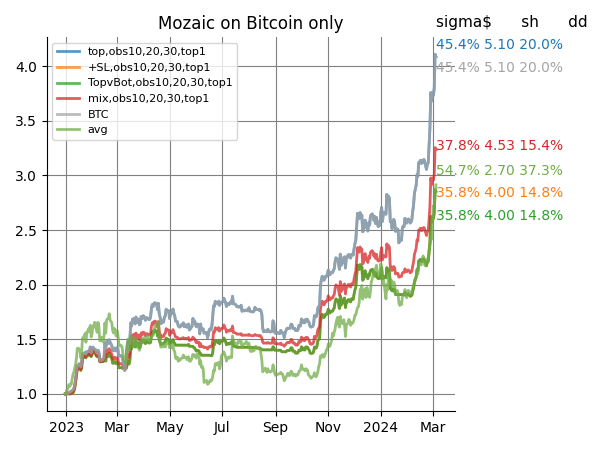 Mozaic on Bitcoin only
sigma$ sh dd
45.4% 5.10 20.0%
45.4% 5.10 20.0%
37.8% 4.53 15.4%
54.7% 2.70 37.3%
35.8% 4.00 14.8%
35.8% 4.00 14.8%
top,obs10,20,30,top1
+SL,obs10,20,30,top1
TopvBot,obs10,20,30,top1
mix,obs10,20,30,top1
BTC
avg
4.0
3.5
3.0
2.5
2.0
1.5
1.0
2023 Mar May Jul Sep Nov 2024 Mar